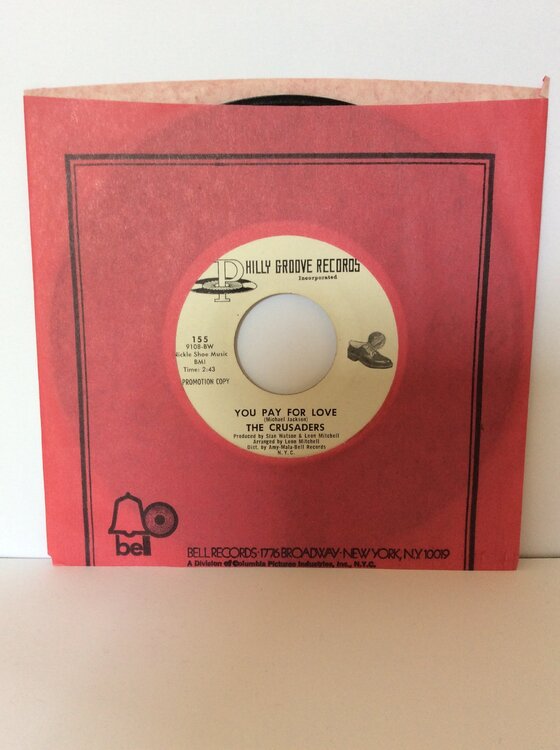 PHILLY GROOVE RECORDS
Incorporated
155
9108-BW
Nickle Shoe Music
BMI
Time: 2:43
PROMOTION COPY
YOU PAY FOR LOVE
(Michael Jackson)
THE CRUSADERS
Produced by Stan Watson & Leon Mitchell
Arranged by Leon Mitchell
Dist. by Amy-Mala-Bell Records
N.Y.C.
bell
BELL RECORDS·1776 BROADWAY·NEW YORK, N.Y. 10019
A Division of Columbia Pictures Industries, Inc., N.Y.C.